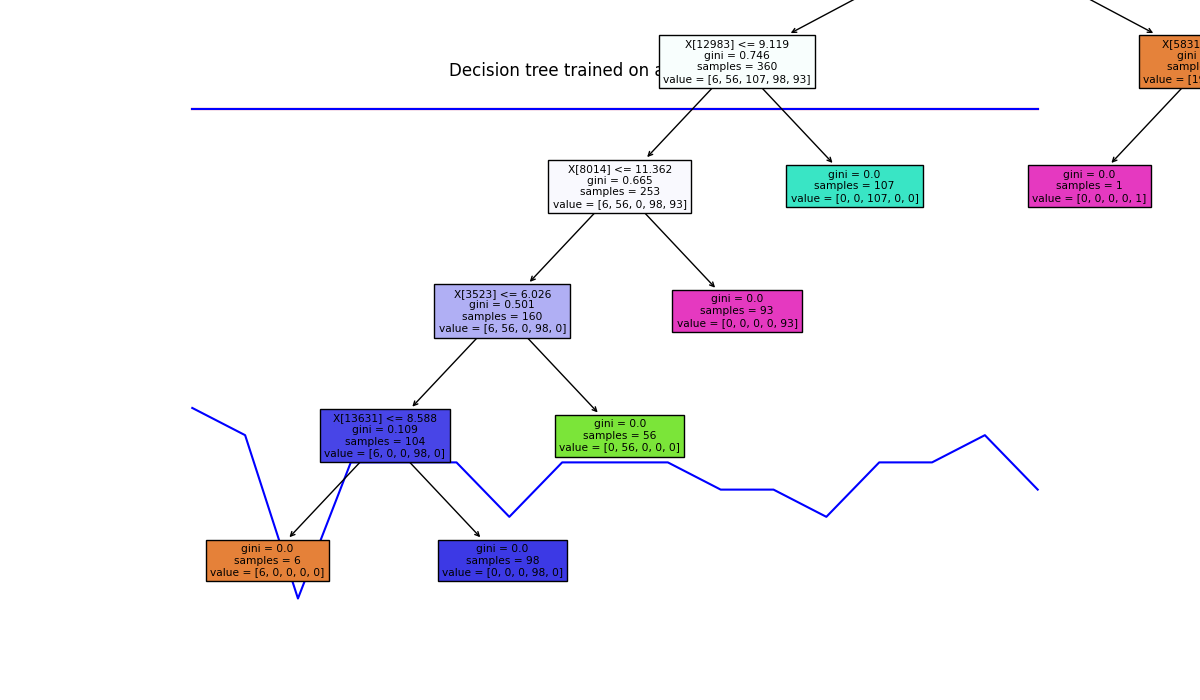 X[12983] <= 9.119
gini = 0.746
samples = 360
value = [6, 56, 107, 98, 93]
Decision tree trained on
X[8014] <= 11.362
gini = 0.665
samples = 253
value = [6, 56, 0, 98, 93]
gini = 0.0
samples = 107
value = [0, 0, 107, 0, 0]
gini = 0.0
samples = 1
value = [0, 0, 0, 0, 1]
X[3523] <= 6.026
gini = 0.501
samples = 160
value = [6, 56, 0, 98, 0]
gini = 0.0
samples = 93
value = [0, 0, 0, 0, 93]
X[13631] <= 8.588
gini = 0.109
samples = 104
value = [6, 0, 0, 98, 0]
gini = 0.0
samples = 56
value = [0, 56, 0, 0, 0]
gini = 0.0
samples = 6
value = [6, 0, 0, 0, 0]
gini = 0.0
samples = 98
value = [0, 0, 0, 98, 0]